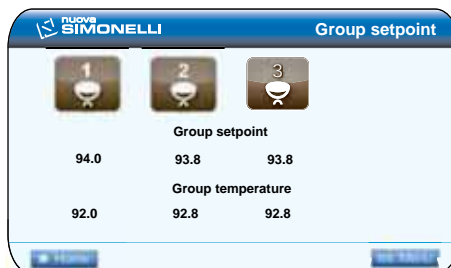 nuova
SIMONELLI
Group setpoint
1 2 3
Group setpoint
94.0 93.8 93.8
Group temperature
92.0 92.8 92.8
Home